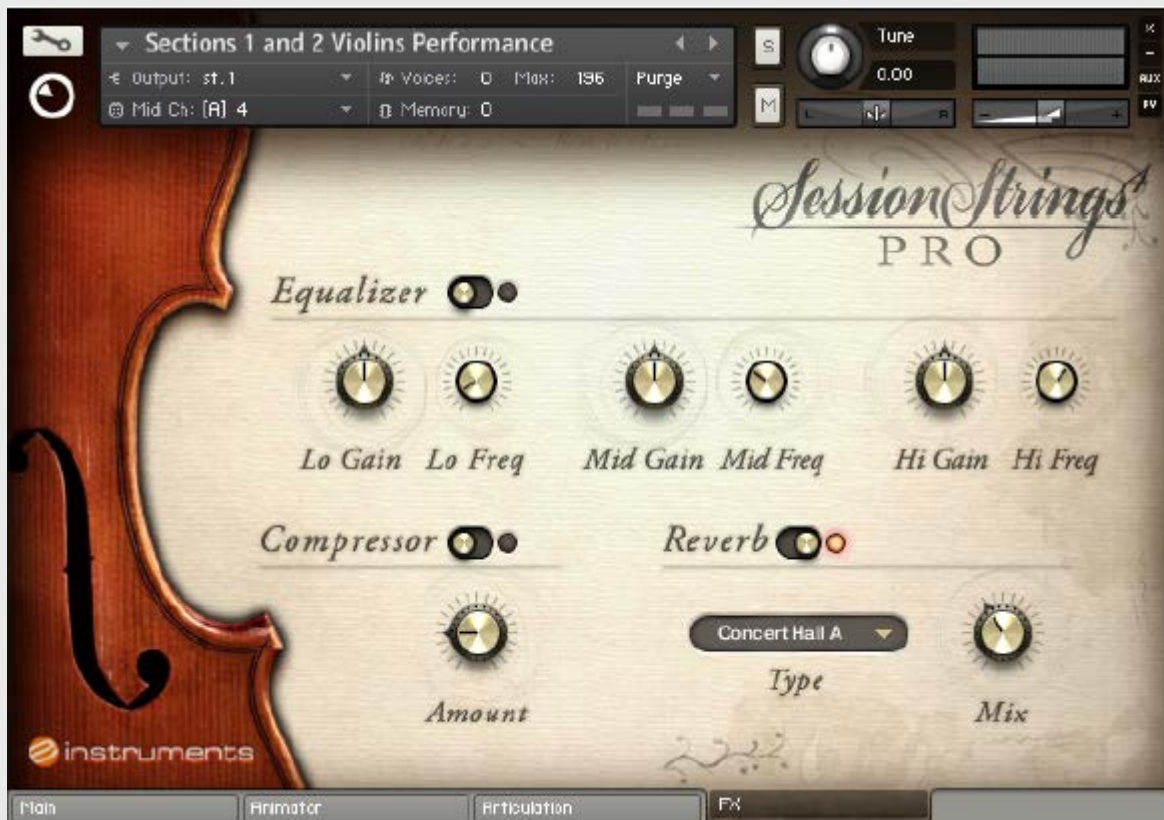 Sections 1 and 2 Violins Performance
S
Tune
Output: st.1
Voices: 0 Max: 196
Purge
0.00
AUX
PV
Midi Ch: [A] 4
Memory: 0
M
L
R
- +
Session Strings
PRO
Equalizer
Lo Gain Lo Freq Mid Gain Mid Freq Hi Gain Hi Freq
Compressor Reverb
Concert Hall A
Type
Amount
Mix
instruments
Main Animator Articulation FX